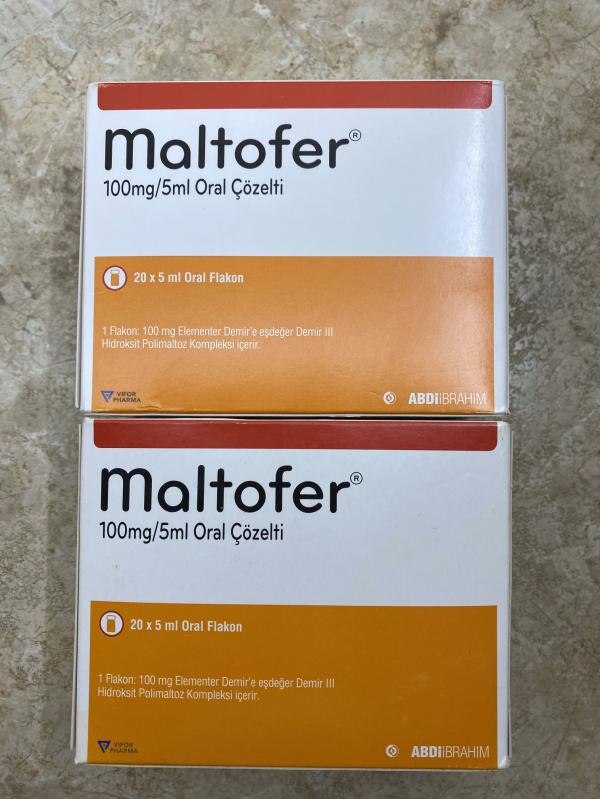 Maltofer®
100mg/5ml Oral Çözelti
20 x 5 ml Oral Flakon
1 Flakon: 100 mg Elementer Demir'e eşdeğer Demir III
Hidroksit Polimaltoz Kompleksi içerir.
VIFOR
PHARMA
ABDİİBRAHİM
Maltofer®
100mg/5ml Oral Çözelti
20 x 5 ml Oral Flakon
1 Flakon: 100 mg Elementer Demir'e eşdeğer Demir III
Hidroksit Polimaltoz Kompleksi içerir.
VIFOR
PHARMA
ABDİİBRAHİM